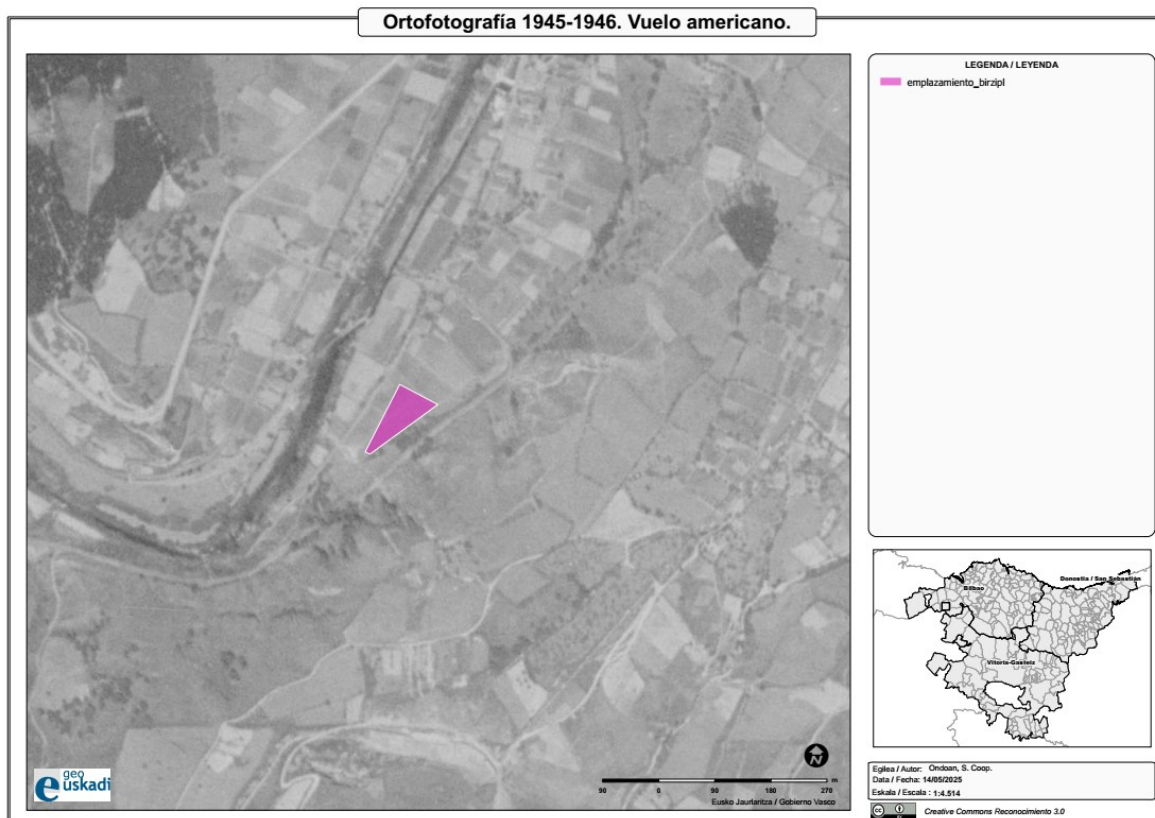 Ortofotografía 1945-1946. Vuelo americano.
LEGENDA / LEYENDA
emplazamiento_birzipl
Donostia / San Sebastián
Bilbao
Vitoria-Gasteiz
N
90 0 90 180 270 m
Eusko Jaurlaritza / Gobierno Vasco
geo
euskadi
Egilea / Autor: Ondoan, S. Coop.
Data / Fecha: 14/05/2025
Eskala / Escala : 1:4.514
cc
BY
Creative Commons Reconocimiento 3.0